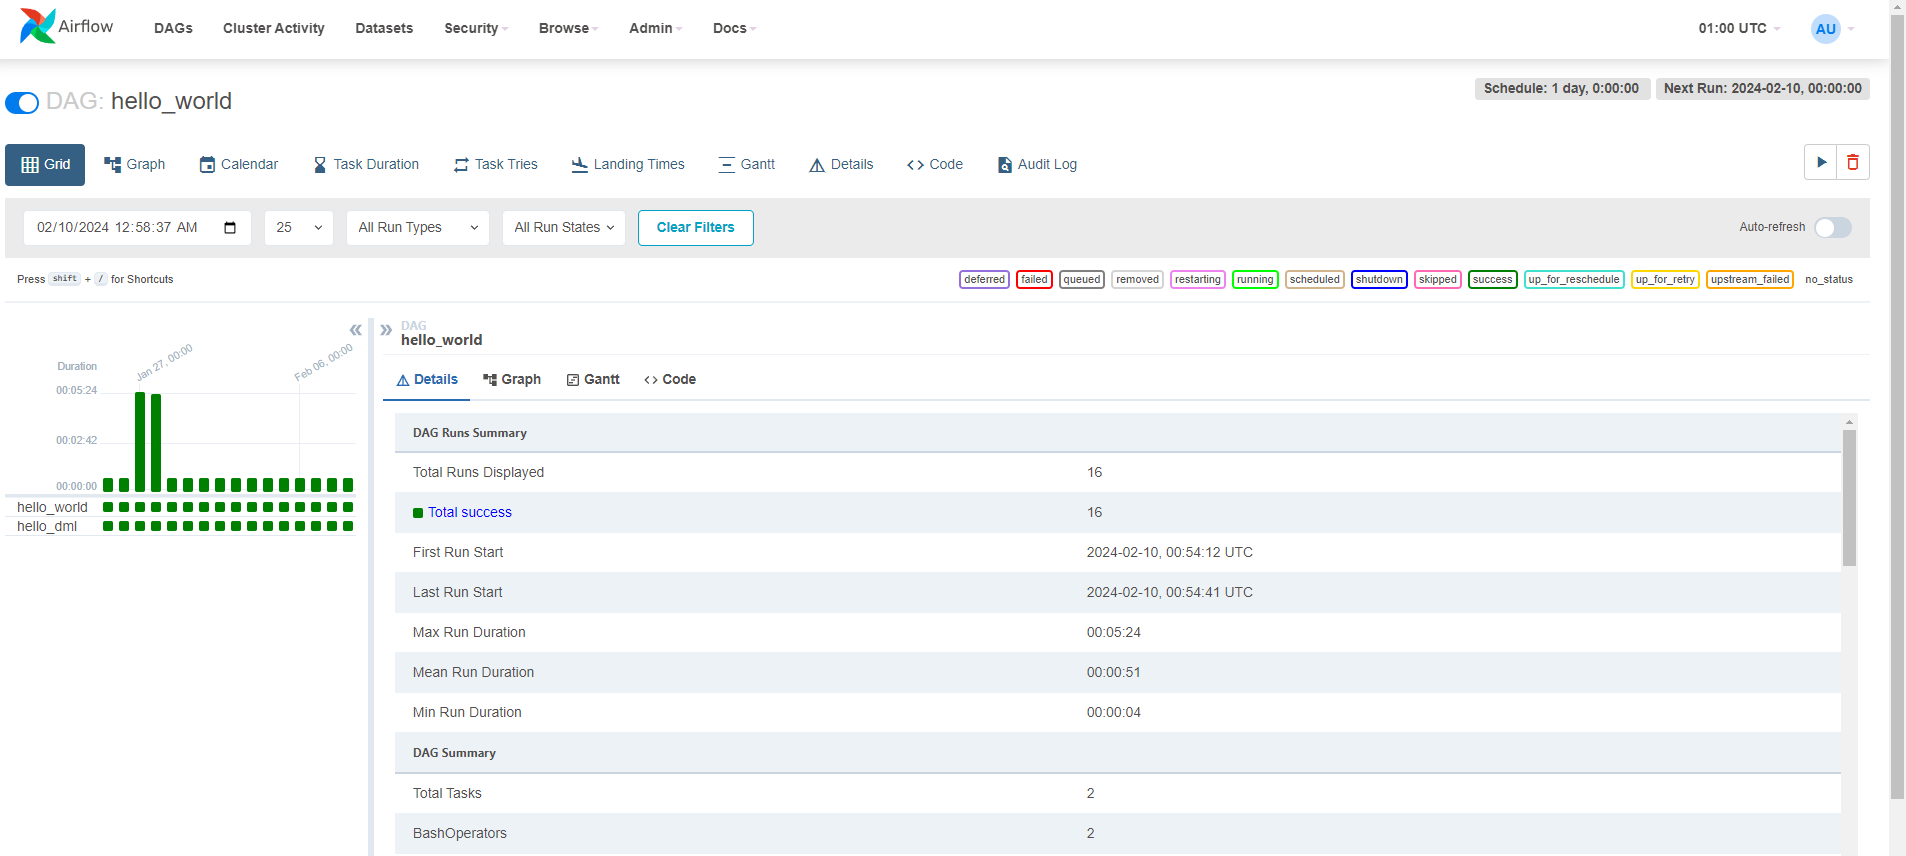 Airflow DAGs Cluster Activity Datasets Security Browse Admin Docs 01:00 UTC AU
DAG: hello_world Schedule: 1 day, 0:00:00 Next Run: 2024-02-10, 00:00:00
Grid Graph Calendar Task Duration Task Tries Landing Times Gantt Details Code Audit Log
02/10/2024 12:58:37 AM 25 All Run Types All Run States Clear Filters Auto-refresh
Press shift + / for Shortcuts deferred failed queued removed restarting running scheduled shutdown skipped success up_for_reschedule up_for_retry upstream_failed no_status
Duration
Jan 27, 00:00
Feb 06, 00:00
00:05:24
00:02:42
00:00:00
hello_world
hello_dml
DAG
hello_world
Details Graph Gantt Code
DAG Runs Summary
Total Runs Displayed 16
Total success 16
First Run Start 2024-02-10, 00:54:12 UTC
Last Run Start 2024-02-10, 00:54:41 UTC
Max Run Duration 00:05:24
Mean Run Duration 00:00:51
Min Run Duration 00:00:04
DAG Summary
Total Tasks 2
BashOperators 2